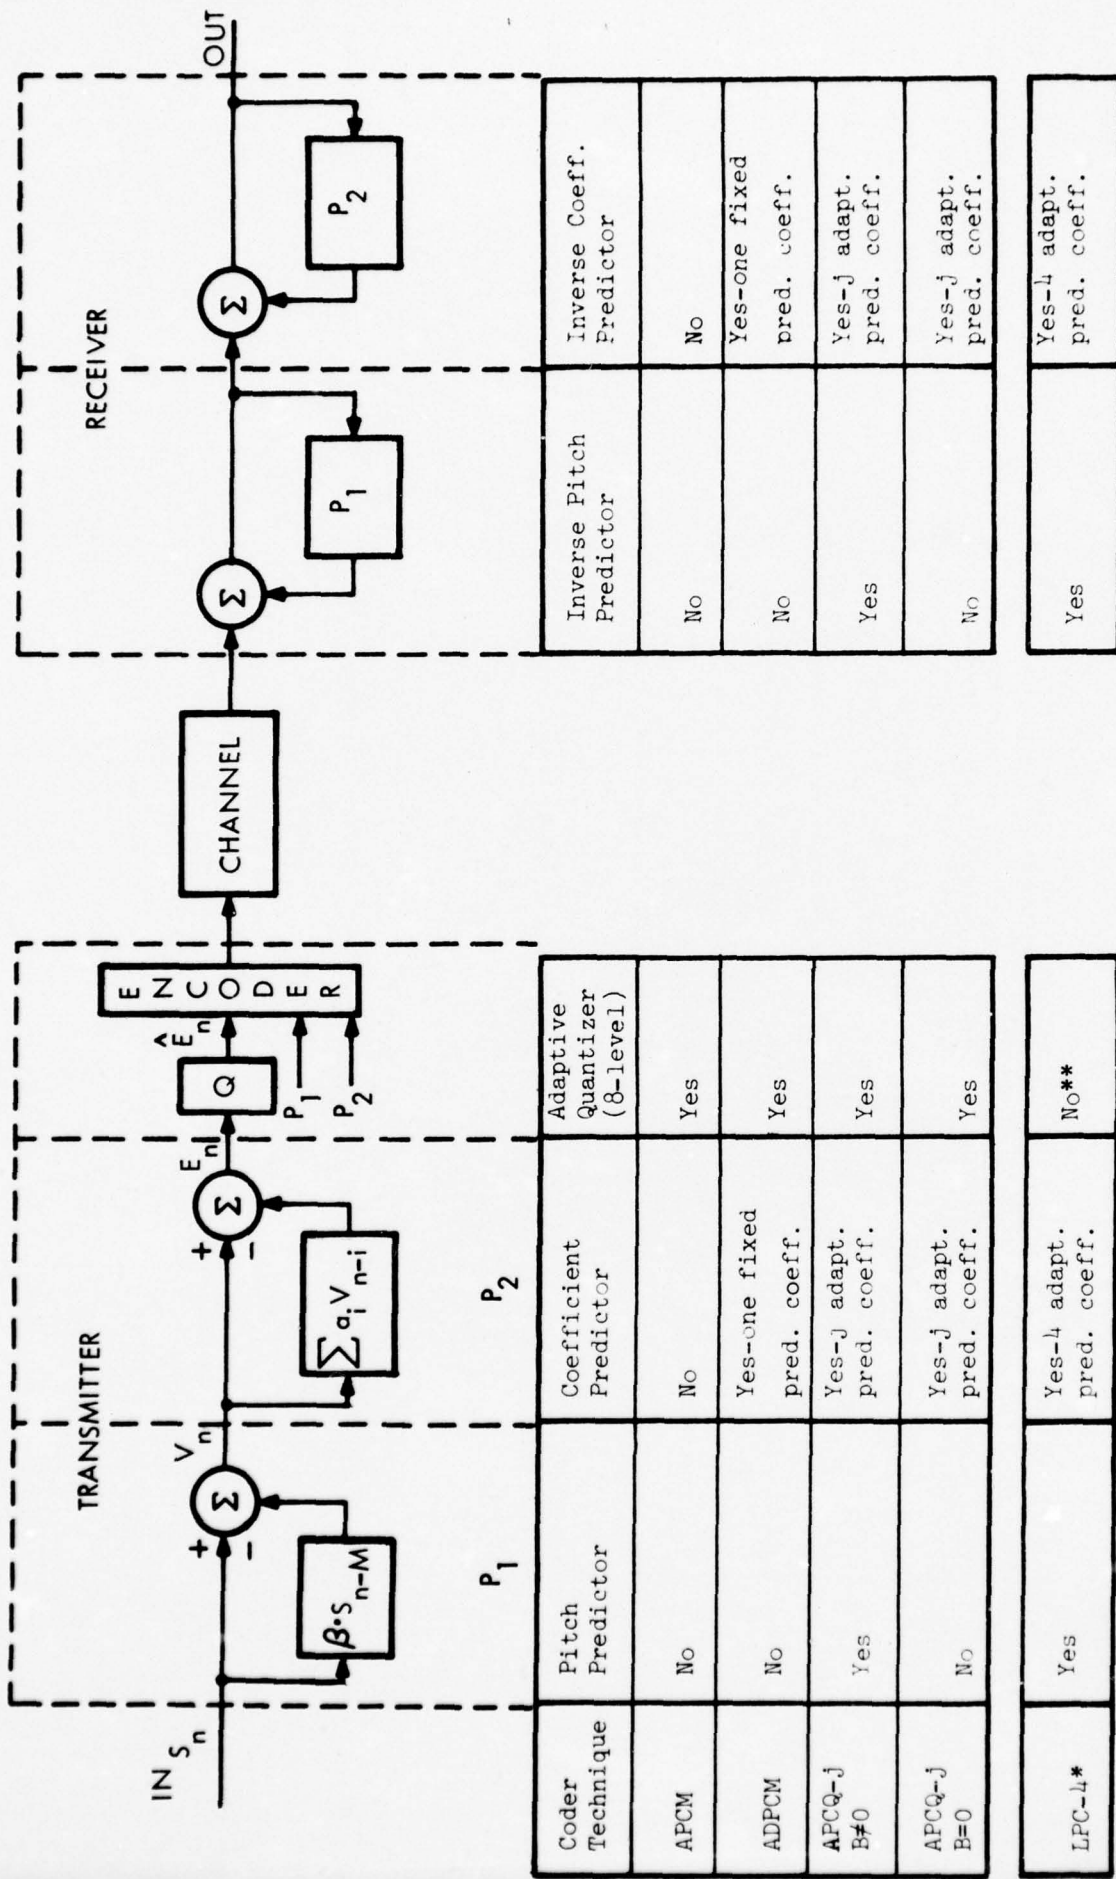 TRANSMITTER
RECEIVER
IN
S_n
+
-
Σ
V_n
β·S_{n-M}
P_1
+
-
Σ
E_n
∑ a_i V_{n-i}
P_2
Q
Ê_n
P_1
P_2
ENCODER
CHANNEL
Σ
P_1
Σ
P_2
OUT
Coder Technique
Pitch Predictor
Coefficient Predictor
Adaptive Quantizer (8-level)
Inverse Pitch Predictor
Inverse Coeff. Predictor
APCM
No
No
Yes
No
No
ADPCM
No
Yes-one fixed pred. coeff.
Yes
No
Yes-one fixed pred. coeff.
APCQ-j B≠0
Yes
Yes-j adapt. pred. coeff.
Yes
Yes
Yes-j adapt. pred. coeff.
APCQ-j B=0
No
Yes-j adapt. pred. coeff.
Yes
No
Yes-j adapt. pred. coeff.
LPC-4*
Yes
Yes-4 adapt. pred. coeff.
No**
Yes
Yes-4 adapt. pred. coeff.